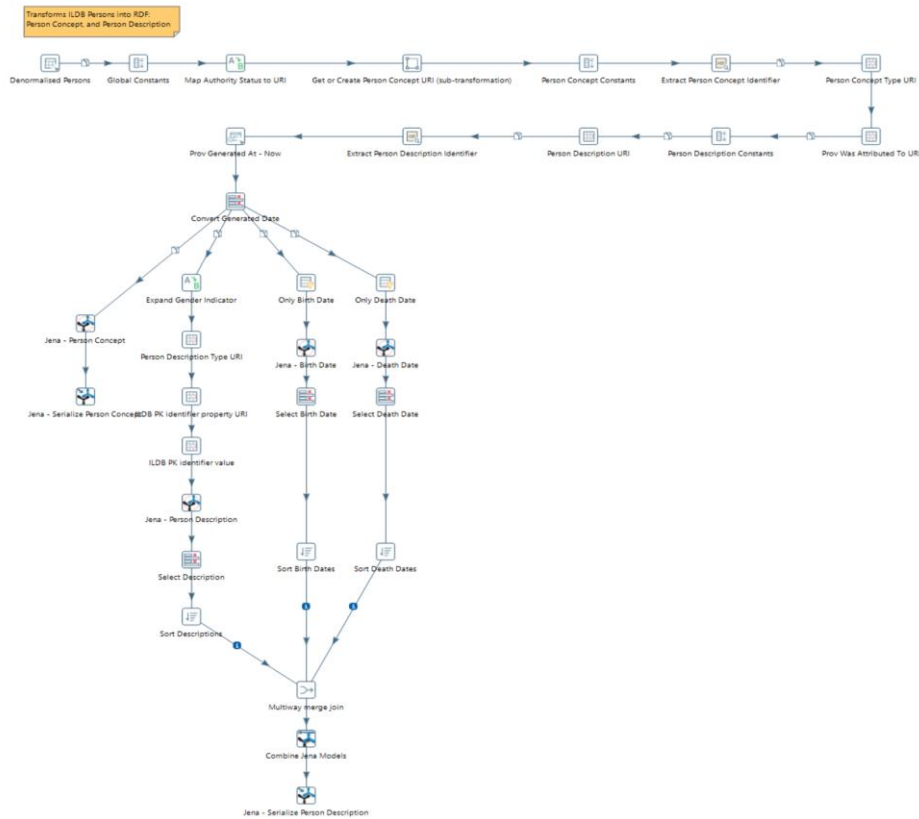 Transforms ILDB Persons into RDF:
Person Concept, and Person Description
Denormalised Persons
Global Constants
Map Authority Status to URI
Get or Create Person Concept URI (sub-transformation)
Person Concept Constants
Extract Person Concept Identifier
Person Concept Type URI
Prov Generated At - Now
Extract Person Description Identifier
Person Description URI
Person Description Constants
Prov Was Attributed To URI
Convert Generated Date
Expand Gender Indicator
Only Birth Date
Only Death Date
Jena - Person Concept
Person Description Type URI
Jena - Birth Date
Jena - Death Date
Jena - Serialize Person Concept
ILDB PK identifier property URI
Select Birth Date
Select Death Date
ILDB PK identifier value
Jena - Person Description
Select Description
Sort Birth Dates
Sort Death Dates
Sort Descriptions
Multiway merge join
Combine Jena Models
Jena - Serialize Person Description